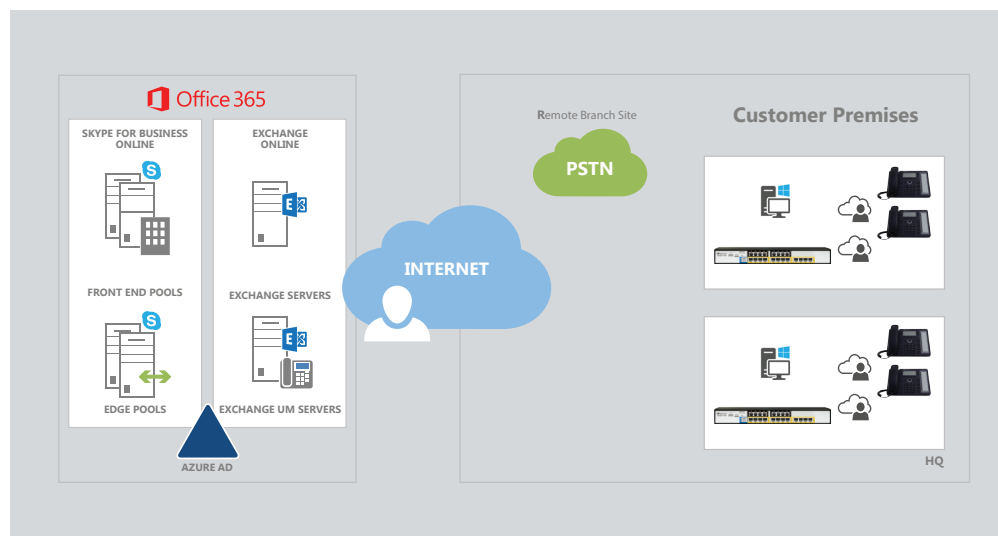 Office 365
SKYPE FOR BUSINESS
ONLINE
EXCHANGE
ONLINE
FRONT END POOLS
EXCHANGE SERVERS
EDGE POOLS
EXCHANGE UM SERVERS
AZURE AD
INTERNET
Remote Branch Site
PSTN
Customer Premises
HQ